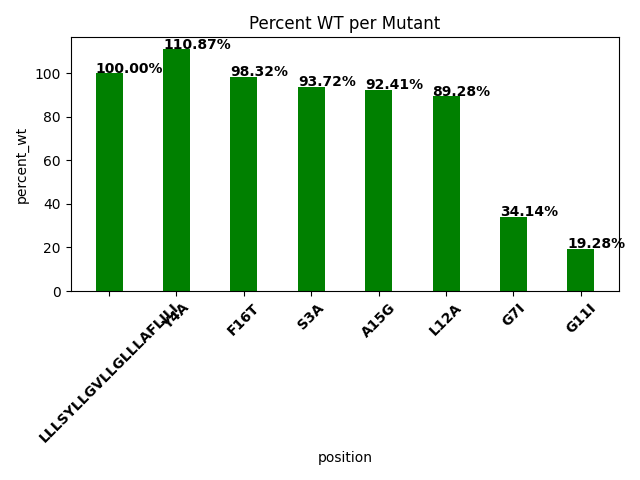 Percent WT per Mutant
110.87%
100.00%
98.32%
93.72%
92.41%
89.28%
34.14%
19.28%
percent_wt
100
80
60
40
20
0
Y4A
F16T
S3A
A15G
L12A
G7I
G11I
position